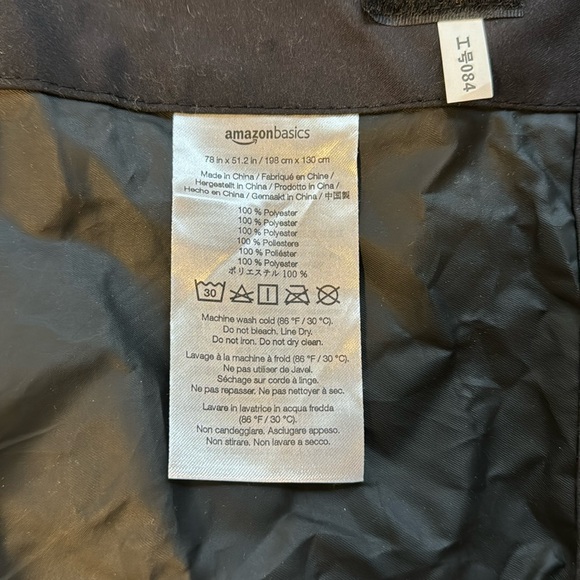 工号084
amazonbasics
78 in x 51.2 in / 198 cm x 130 cm
Made in China / Fabriqué en Chine /
Hergestellt in China / Prodotto in Cina /
Hecho en China / Gemaakt in China / 中国製
100 % Polyester
100 % Polyester
100 % Polyester
100 % Poliestere
100 % Poliéster
100 % Polyester
ポリエステル 100 %
30
Machine wash cold (86 °F / 30 °C).
Do not bleach. Line Dry.
Do not iron. Do not dry clean.
Lavage à la machine à froid (86 °F / 30 °C).
Ne pas utiliser de Javel.
Séchage sur corde à linge.
Ne pas repasser. Ne pas nettoyer à sec.
Lavare in lavatrice in acqua fredda
(86 °F / 30 °C).
Non candeggiare. Asciugare appeso.
Non stirare. Non lavare a secco.